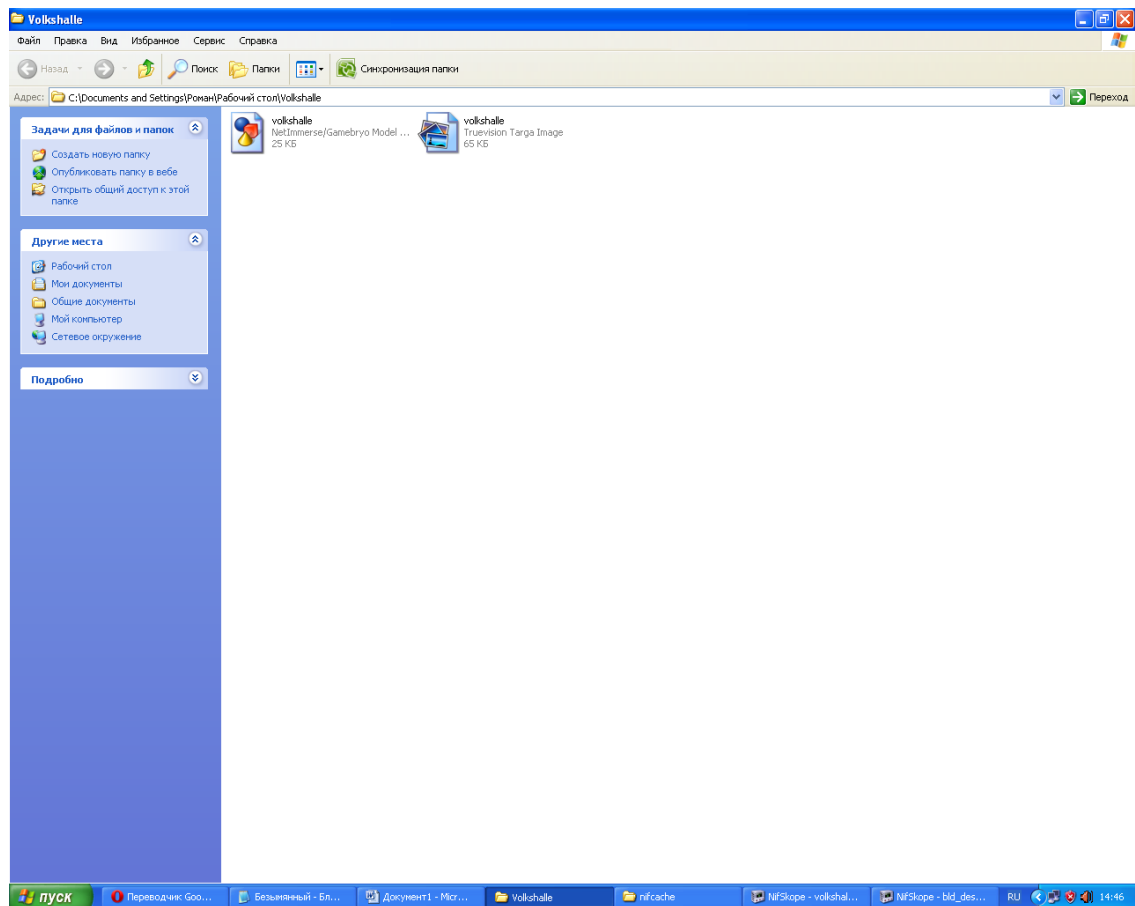 Volkshalle
Файл Правка Вид Избранное Сервис Справка
Назад Поиск Папки Синхронизация папки
Адрес: C:\Documents and Settings\Роман\Рабочий стол\Volkshalle Переход
Задачи для файлов и папок
Создать новую папку
Опубликовать папку в вебе
Открыть общий доступ к этой
папке
Другие места
Рабочий стол
Мои документы
Общие документы
Мой компьютер
Сетевое окружение
Подробно
volkshalle
NetImmerse/Gamebryo Model ...
25 КБ
volkshalle
Truevision Targa Image
65 КБ
пуск Переводчик Goo... Безымянный - Бл... Документ1 - Micr... Volkshalle nifcache NifSkope - volkshal... NifSkope - bld_des... RU 14:46